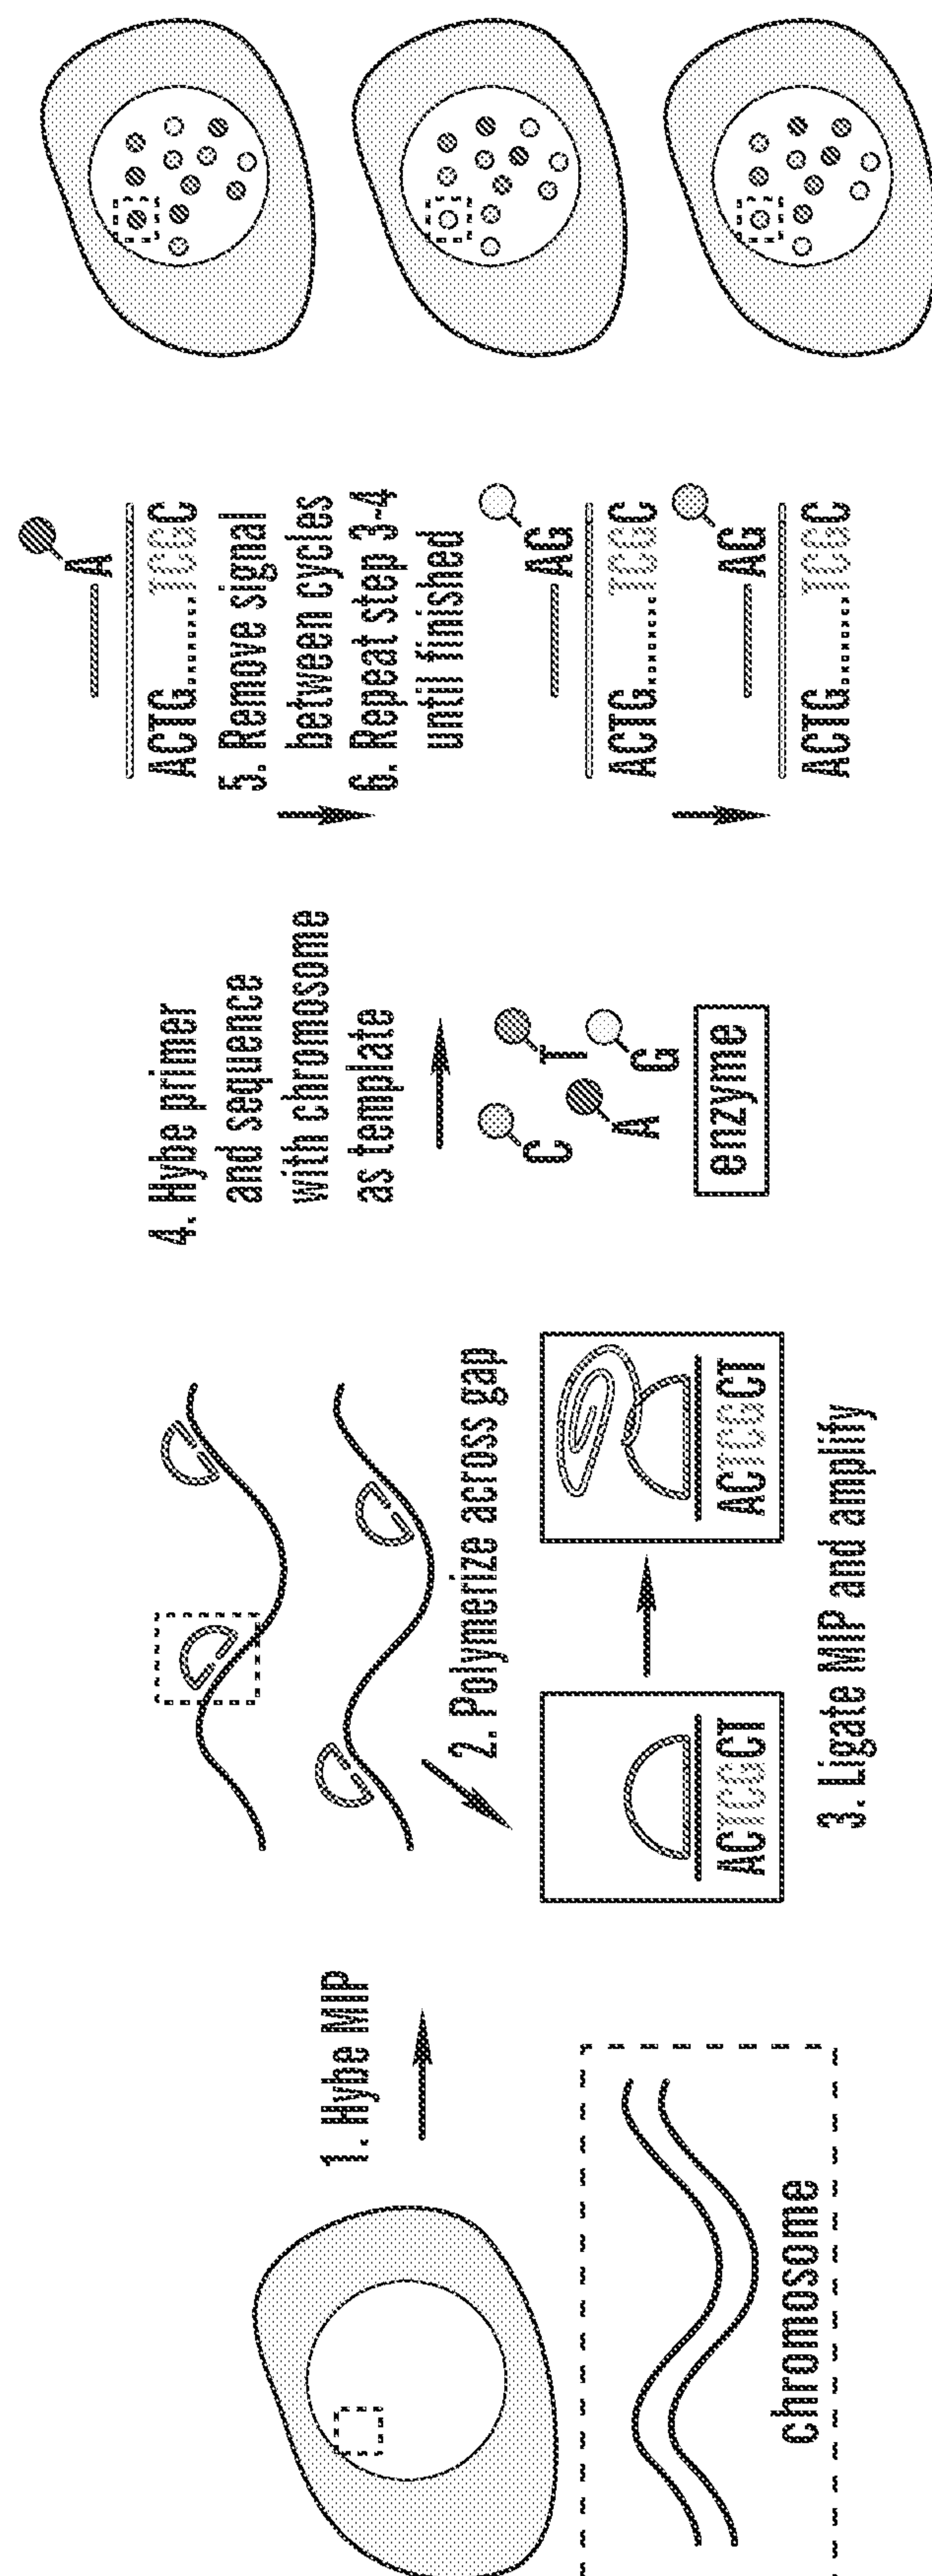 chromosome
1. Hybe MIP
2. Polymerize across gap
ACTCGCT
ACTCGCT
3. Ligate MIP and amplify
4. Hybe primer
and sequence
with chromosome
as template
C
T
A
G
enzyme
A
ACTG........TCGC
5. Remove signal
between cycles
6. Repeat step 3-4
until finished
AG
ACTG........TCGC
AG
ACTG........TCGC